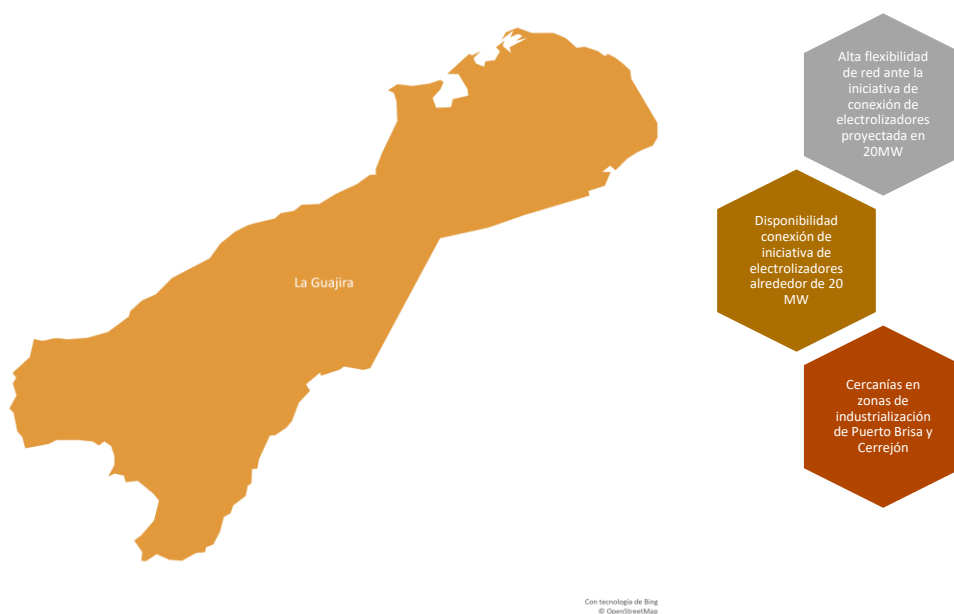 La Guajira
Alta flexibilidad
de red ante la
iniciativa de
conexión de
electrolizadores
proyectada en
20MW
Disponibilidad
conexión de
iniciativa de
electrolizadores
alrededor de 20
MW
Cercanías en
zonas de
industrialización
de Puerto Brisa y
Cerrejón
Con tecnología de Bing
© OpenStreetMap